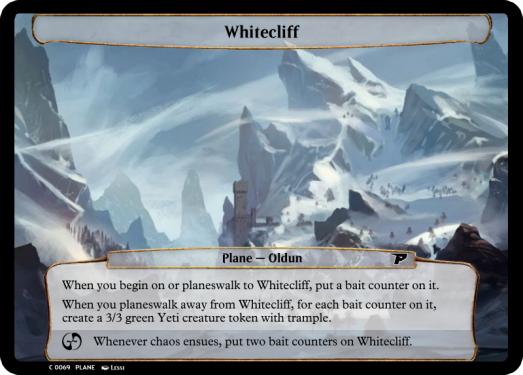 Whitecliff
Plane — Oldun
When you begin on or planeswalk to Whitecliff, put a bait counter on it.
When you planeswalk away from Whitecliff, for each bait counter on it,
create a 3/3 green Yeti creature token with trample.
Whenever chaos ensues, put two bait counters on Whitecliff.
C 0069 PLANE Lessi